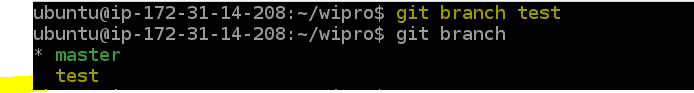 ubuntu@ip-172-31-14-208:~/wipro$ git branch test
ubuntu@ip-172-31-14-208:~/wipro$ git branch
* master
  test